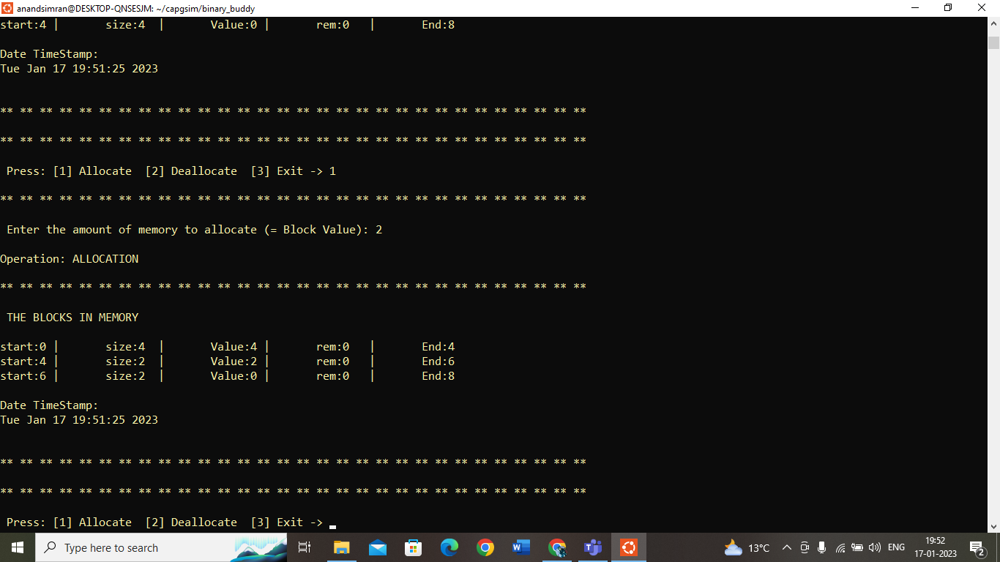 anandsimran@DESKTOP-QNSESJM: ~/capgsim/binary_buddy
start:4 | size:4 | Value:0 | rem:0 | End:8
Date TimeStamp:
Tue Jan 17 19:51:25 2023
** ** ** ** ** ** ** ** ** ** ** ** ** ** ** ** ** ** ** ** ** ** ** ** ** ** ** ** ** **
** ** ** ** ** ** ** ** ** ** ** ** ** ** ** ** ** ** ** ** ** ** ** ** ** ** ** ** ** **
Press: [1] Allocate [2] Deallocate [3] Exit -> 1
** ** ** ** ** ** ** ** ** ** ** ** ** ** ** ** ** ** ** ** ** ** ** ** ** ** ** ** ** **
Enter the amount of memory to allocate (= Block Value): 2
Operation: ALLOCATION
** ** ** ** ** ** ** ** ** ** ** ** ** ** ** ** ** ** ** ** ** ** ** ** ** ** ** ** ** **
THE BLOCKS IN MEMORY
start:0 | size:4 | Value:4 | rem:0 | End:4
start:4 | size:2 | Value:2 | rem:0 | End:6
start:6 | size:2 | Value:0 | rem:0 | End:8
Date TimeStamp:
Tue Jan 17 19:51:25 2023
** ** ** ** ** ** ** ** ** ** ** ** ** ** ** ** ** ** ** ** ** ** ** ** ** ** ** ** ** **
** ** ** ** ** ** ** ** ** ** ** ** ** ** ** ** ** ** ** ** ** ** ** ** ** ** ** ** ** **
Press: [1] Allocate [2] Deallocate [3] Exit ->
Type here to search
13°C
ENG
19:52
17-01-2023
2